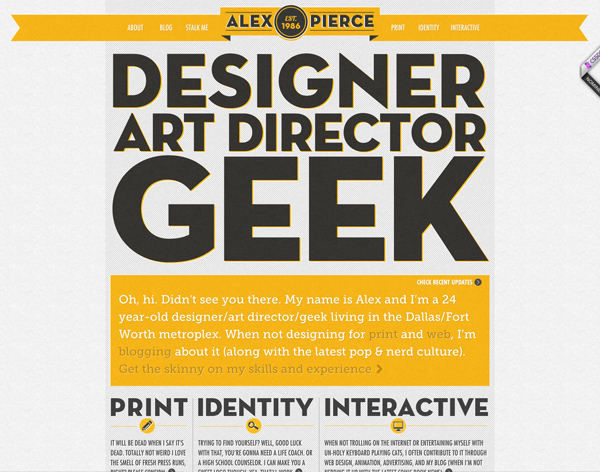 ABOUT BLOG STALK ME ALEX EST. 1986 PIERCE PRINT IDENTITY INTERACTIVE
DESIGNER
ART DIRECTOR
GEEK
CHECK RECENT UPDATES
Oh, hi. Didn't see you there. My name is Alex and I'm a 24
year-old designer/art director/geek living in the Dallas/Fort
Worth metroplex. When not designing for print and web, I'm
blogging about it (along with the latest pop & nerd culture).
Get the skinny on my skills and experience
PRINT
IT WILL BE DEAD WHEN I SAY IT'S
DEAD. TOTALLY NOT WEIRD I LOVE
THE SMELL OF FRESH PRESS RUNS,
IDENTITY
TRYING TO FIND YOURSELF? WELL, GOOD LUCK
WITH THAT, YOU'RE GONNA NEED A LIFE COACH. OR
A HIGH SCHOOL COUNSELOR. I CAN MAKE YOU A
INTERACTIVE
WHEN NOT TROLLING ON THE INTERNET OR ENTERTAINING MYSELF WITH
UN-HOLY KEYBOARD PLAYING CATS, I OFTEN CONTRIBUTE TO IT THROUGH
WEB DESIGN, ANIMATION, ADVERTISING, AND MY BLOG (WHEN I'M NOT